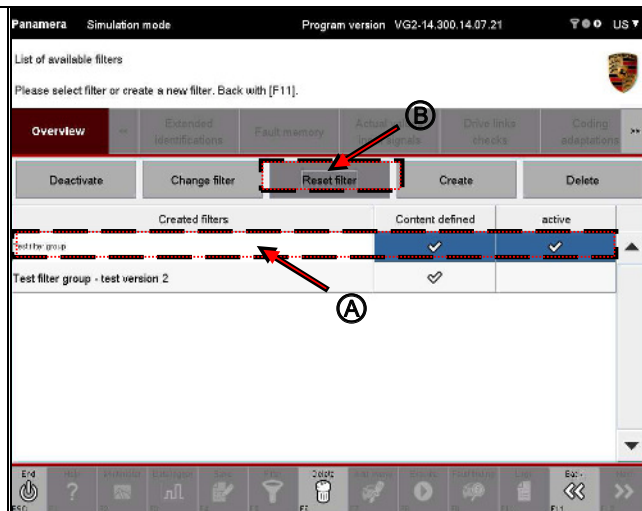 Panamera Simulation mode Program version VG2-14.300.14.07.21 US
List of available filters
Please select filter or create a new filter. Back with [F11].
Overview << Extended identifications Fault memory Drive links checks Coding adaptations >>
B
Deactivate Change filter Reset filter Create Delete
Created filters Content defined active
Test filter group
Test filter group - test version 2
A
End Help Delete Back
ESC F7 F11